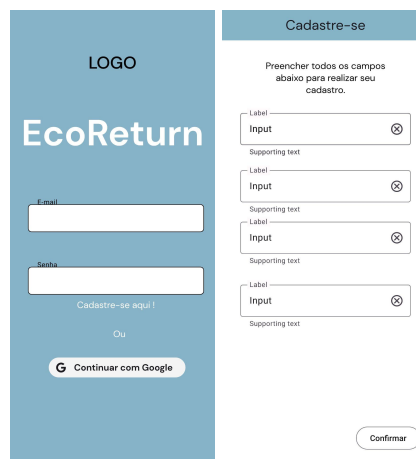 LOGO
EcoReturn
E-mail
Senha
Cadastre-se aqui !
Ou
G Continuar com Google
Cadastre-se
Preencher todos os campos
abaixo para realizar seu
cadastro.
Label
Input
Supporting text
Label
Input
Supporting text
Label
Input
Supporting text
Label
Input
Supporting text
Confirmar